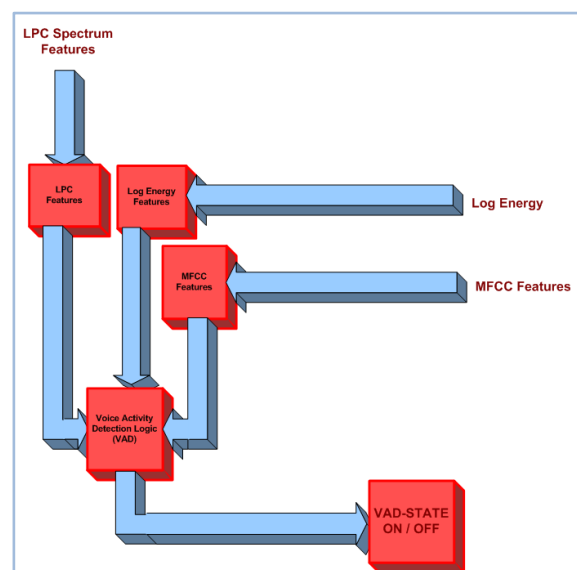 LPC Spectrum
Features
LPC
Features
Log Energy
Features
Log Energy
MFCC
Features
MFCC Features
Voice Activity
Detection Logic
(VAD)
VAD-STATE
ON / OFF